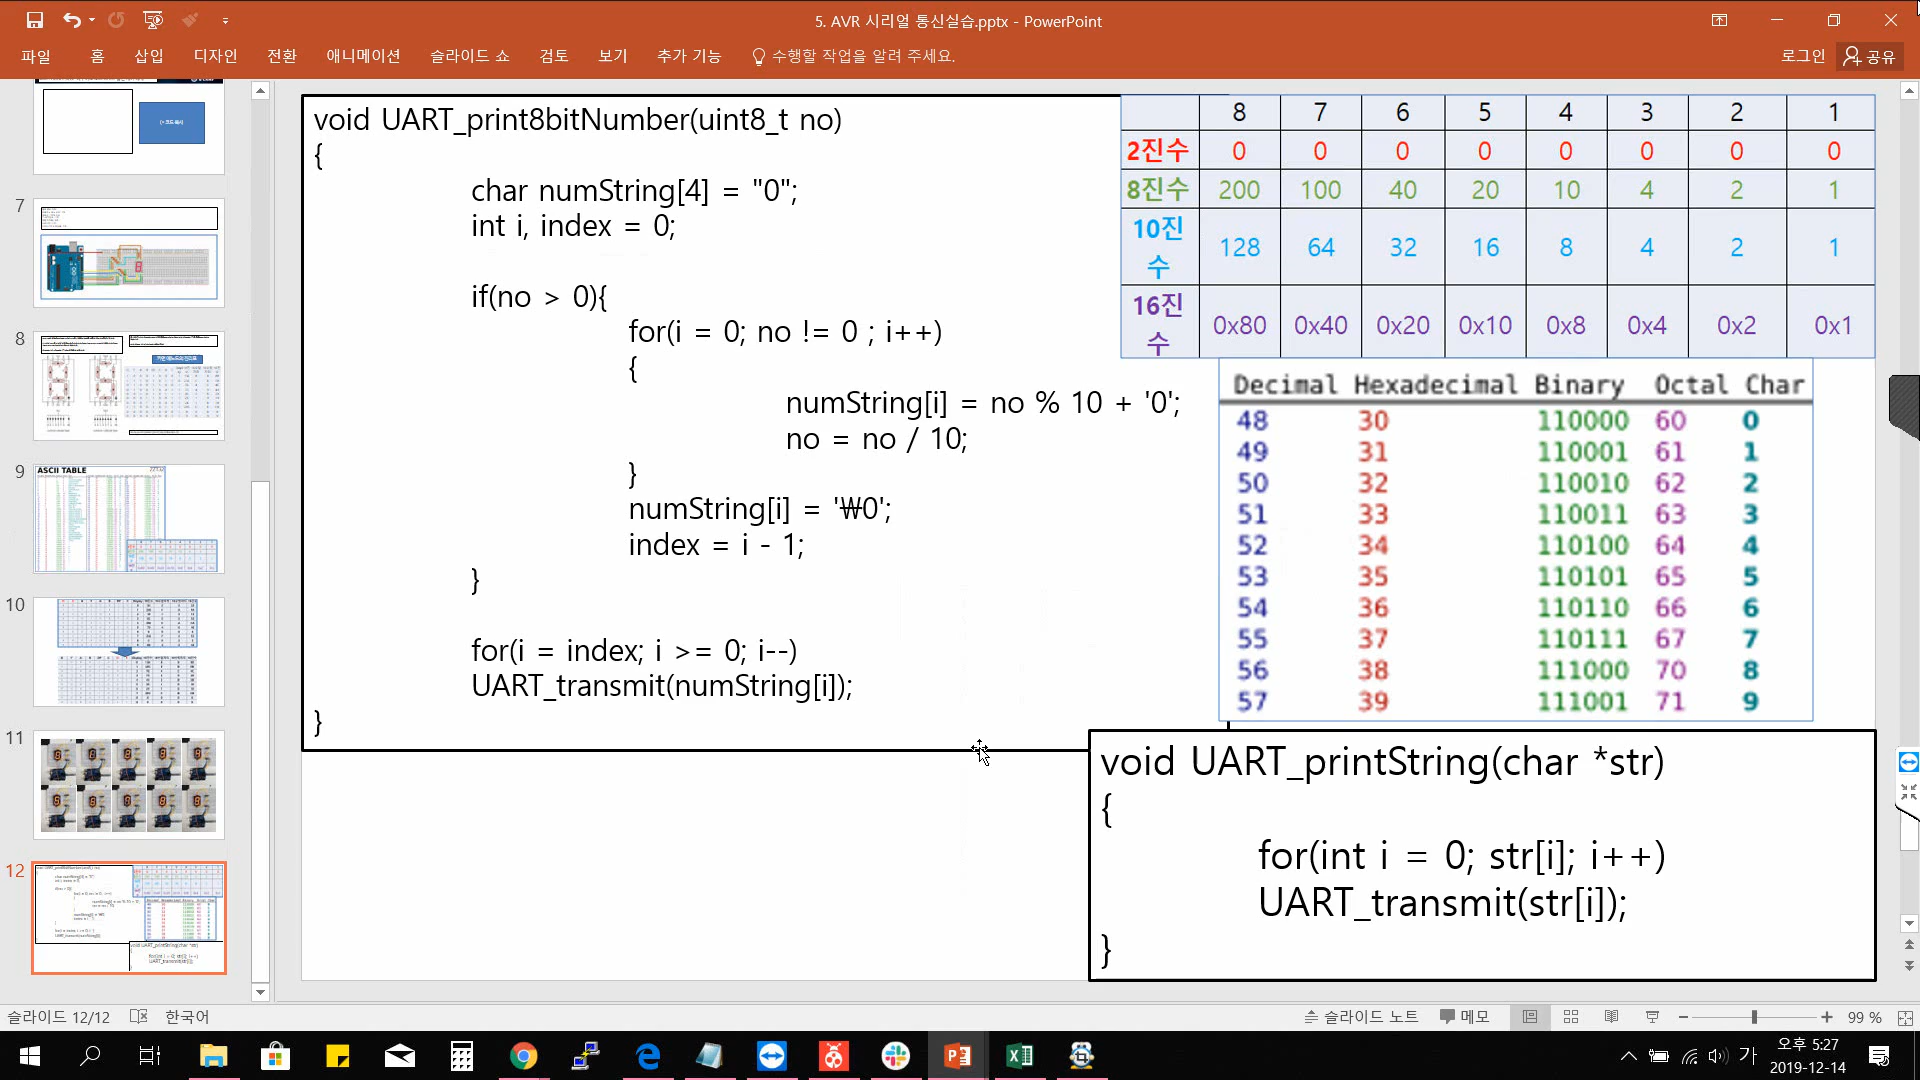 5. AVR 시리얼 통신실습.pptx - PowerPoint
파일 홈 삽입 디자인 전환 애니메이션 슬라이드 쇼 검토 보기 추가 기능 수행할 작업을 알려 주세요. 로그인 공유
7
8
9
ASCII TABLE
10
11
12
void UART_print8bitNumber(uint8_t no)
{
char numString[4] = "0";
int i, index = 0;
if(no > 0){
for(i = 0; no != 0 ; i++)
{
numString[i] = no % 10 + '0';
no = no / 10;
}
numString[i] = '₩0';
index = i - 1;
}
for(i = index; i >= 0; i--)
UART_transmit(numString[i]);
}
8 7 6 5 4 3 2 1
2진수 0 0 0 0 0 0 0 0
8진수 200 100 40 20 10 4 2 1
10진
수 128 64 32 16 8 4 2 1
16진
수 0x80 0x40 0x20 0x10 0x8 0x4 0x2 0x1
Decimal Hexadecimal Binary Octal Char
48 30 110000 60 0
49 31 110001 61 1
50 32 110010 62 2
51 33 110011 63 3
52 34 110100 64 4
53 35 110101 65 5
54 36 110110 66 6
55 37 110111 67 7
56 38 111000 70 8
57 39 111001 71 9
void UART_printString(char *str)
{
for(int i = 0; str[i]; i++)
UART_transmit(str[i]);
}
슬라이드 12/12 한국어 슬라이드 노트 메모 99 %
가 오후 5:27
2019-12-14